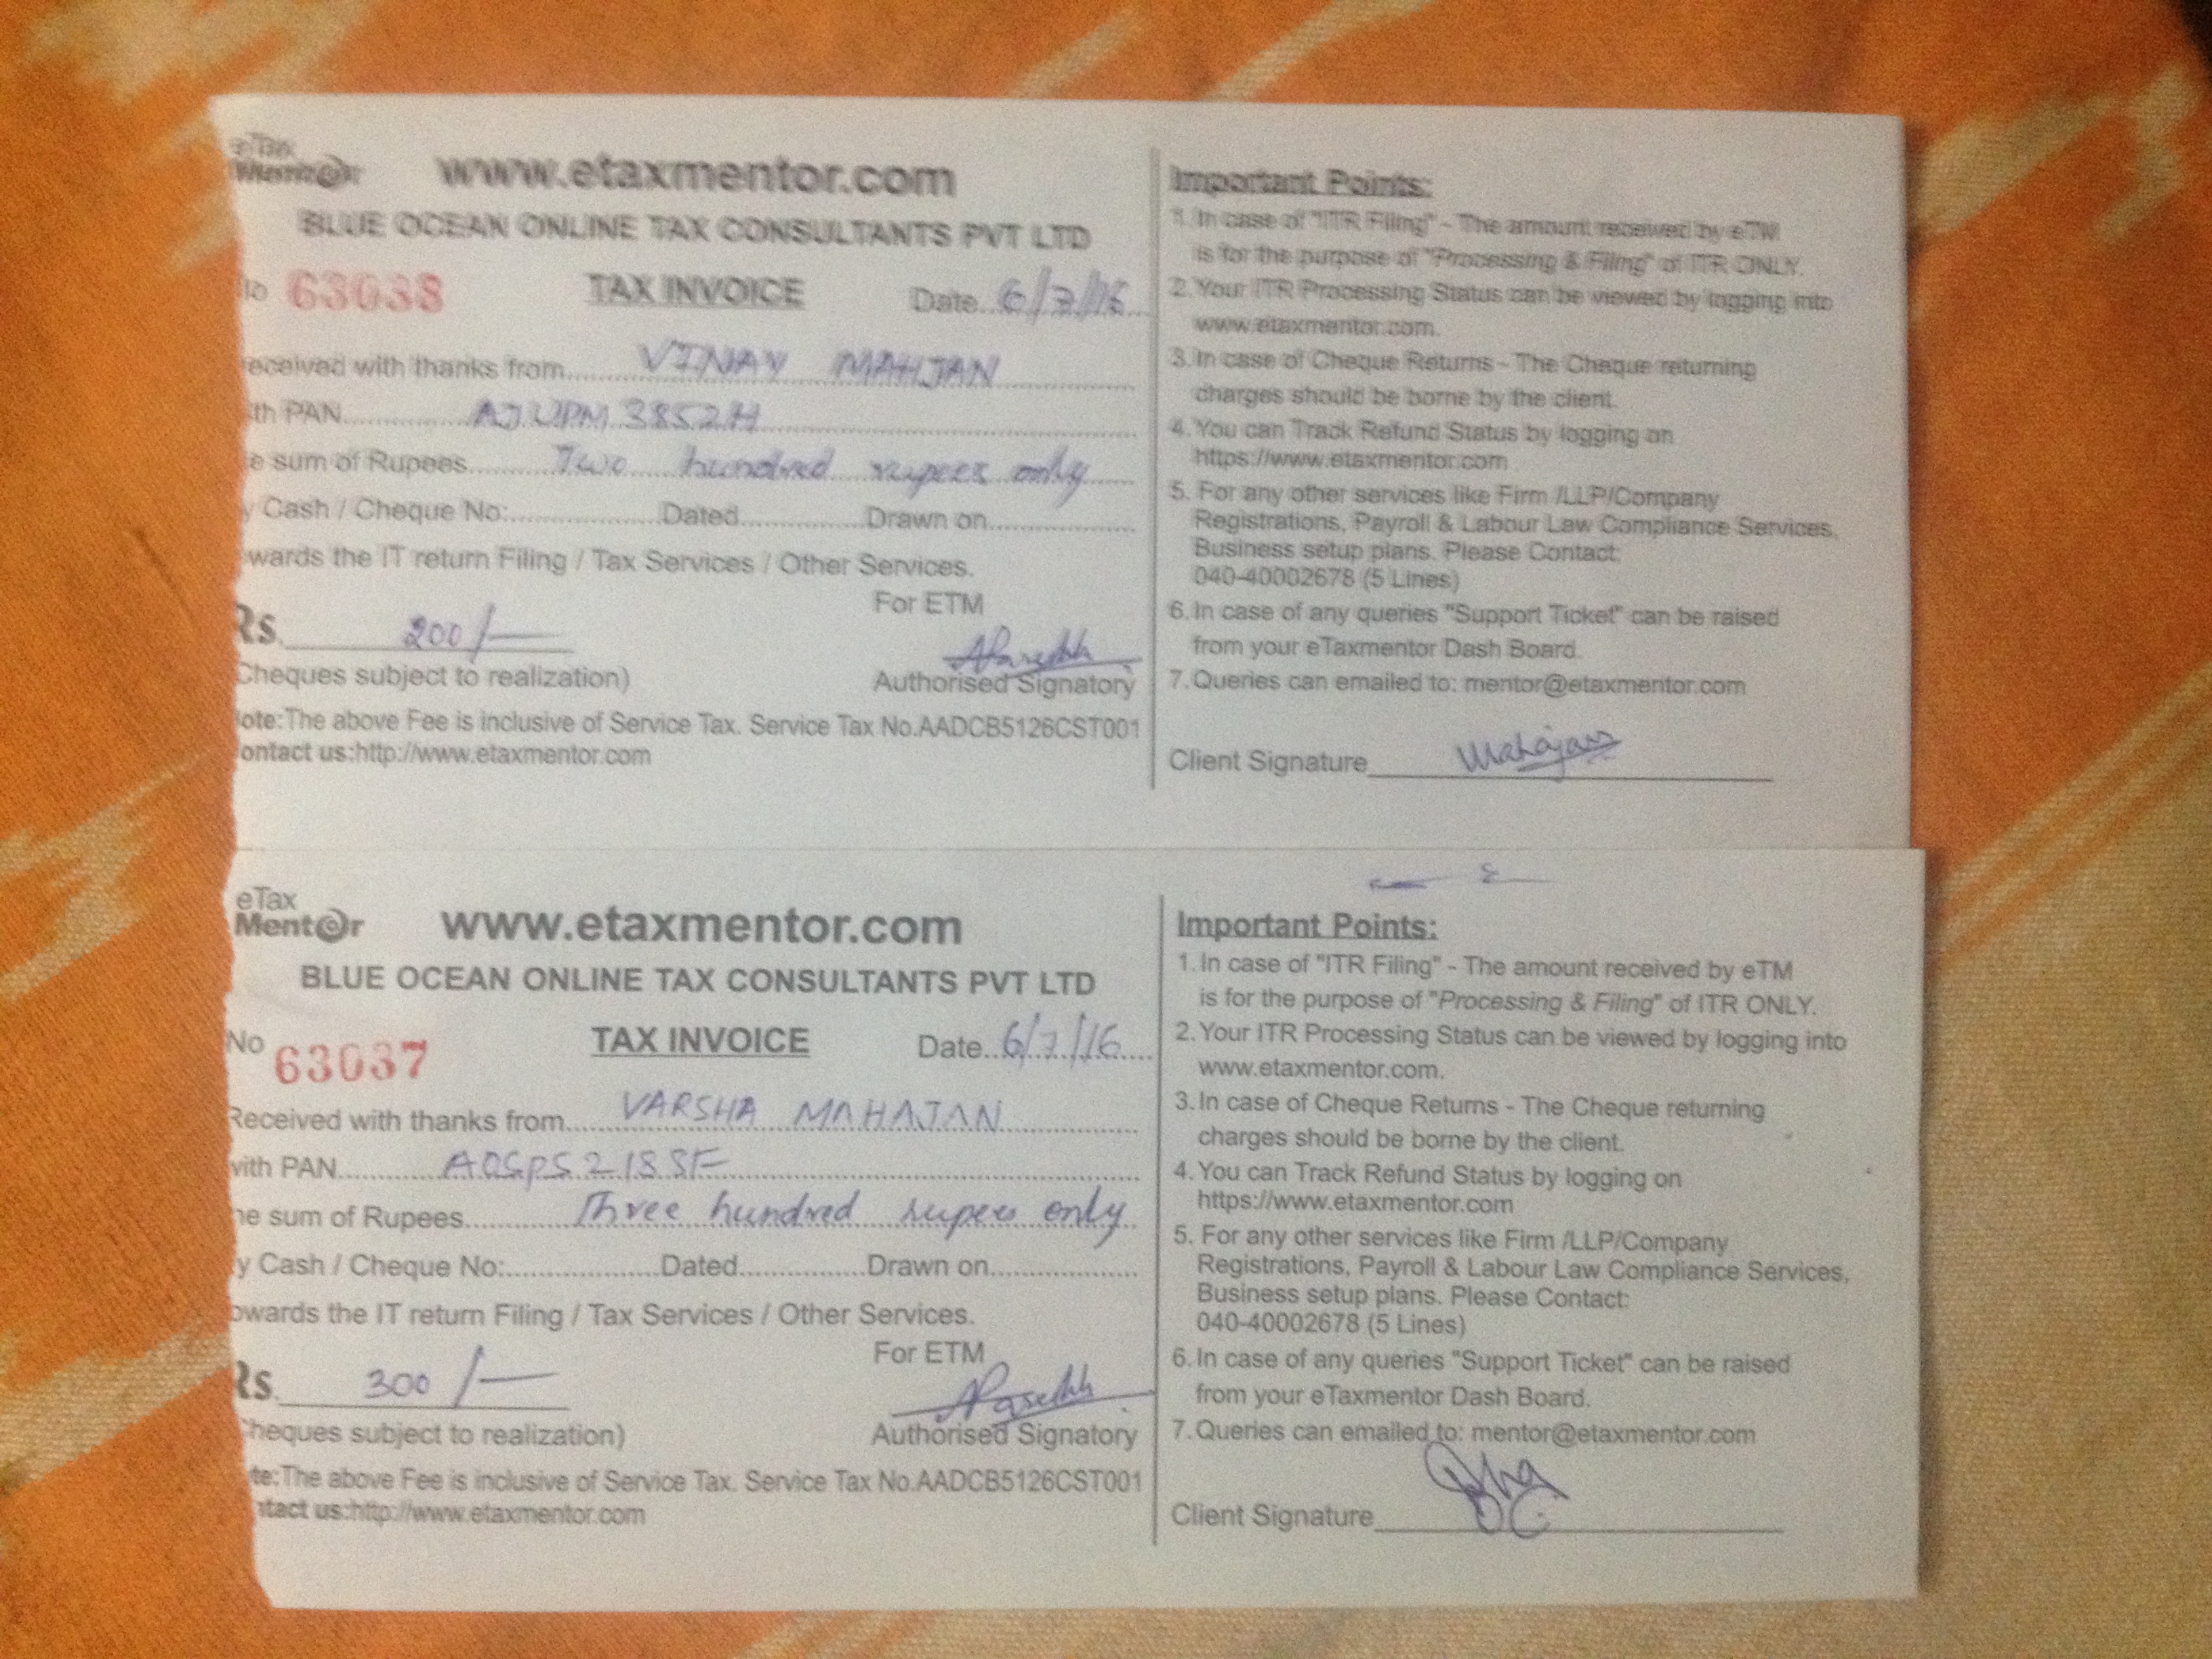 eTax
Ment@r www.etaxmentor.com
BLUE OCEAN ONLINE TAX CONSULTANTS PVT LTD
No 63038 TAX INVOICE Date 6/7/16
eceived with thanks from VINAY MAHAJAN
th PAN
e sum of Rupees Two hundred rupees only
y Cash / Cheque No: Dated Drawn on
wards the IT return Filing / Tax Services / Other Services.
For ETM
Rs. 200/-
Cheques subject to realization) Authorised Signatory
ote:The above Fee is inclusive of Service Tax. Service Tax No.AADCB5126CST001
ontact us:http://www.etaxmentor.com
Important Points:
1. In case of "ITR Filing" - The amount received by eTM
is for the purpose of "Processing & Filing" of ITR ONLY.
2. Your ITR Processing Status can be viewed by logging into
www.etaxmentor.com.
3. In case of Cheque Returns - The Cheque returning
charges should be borne by the client.
4. You can Track Refund Status by logging on
https://www.etaxmentor.com
5. For any other services like Firm /LLP/Company
Registrations, Payroll & Labour Law Compliance Services,
Business setup plans. Please Contact:
040-40002678 (5 Lines)
6. In case of any queries "Support Ticket" can be raised
from your eTaxmentor Dash Board.
7. Queries can emailed to: mentor@etaxmentor.com
Client Signature Mahajan
eTax
Ment@r www.etaxmentor.com
BLUE OCEAN ONLINE TAX CONSULTANTS PVT LTD
No 63037 TAX INVOICE Date 6/7/16
Received with thanks from VARSHA MAHAJAN
with PAN
he sum of Rupees Three hundred rupees only
y Cash / Cheque No: Dated Drawn on
owards the IT return Filing / Tax Services / Other Services.
For ETM
Rs. 300/-
heques subject to realization) Authorised Signatory
te:The above Fee is inclusive of Service Tax. Service Tax No.AADCB5126CST001
ntact us:http://www.etaxmentor.com
Important Points:
1. In case of "ITR Filing" - The amount received by eTM
is for the purpose of "Processing & Filing" of ITR ONLY.
2. Your ITR Processing Status can be viewed by logging into
www.etaxmentor.com.
3. In case of Cheque Returns - The Cheque returning
charges should be borne by the client.
4. You can Track Refund Status by logging on
https://www.etaxmentor.com
5. For any other services like Firm /LLP/Company
Registrations, Payroll & Labour Law Compliance Services,
Business setup plans. Please Contact:
040-40002678 (5 Lines)
6. In case of any queries "Support Ticket" can be raised
from your eTaxmentor Dash Board.
7. Queries can emailed to: mentor@etaxmentor.com
Client Signature